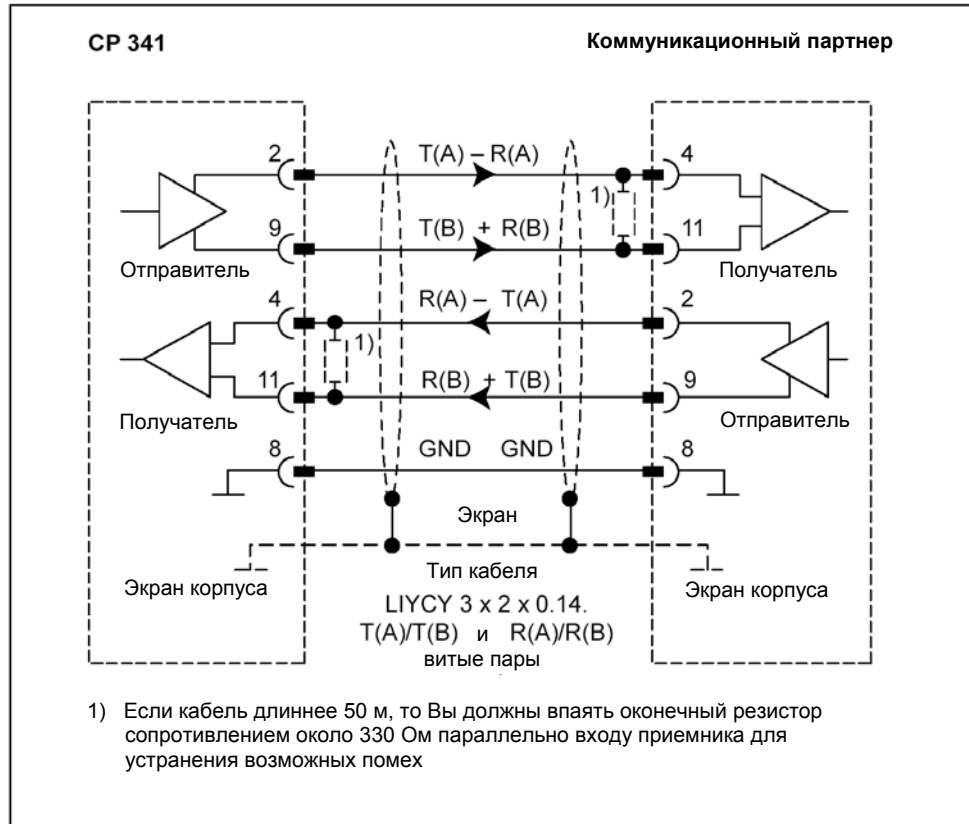 CP 341
Коммуникационный партнер
2
T(A) – R(A)
4
1)
9
T(B) + R(B)
11
Отправитель
Получатель
4
R(A) – T(A)
2
1)
11
R(B) + T(B)
9
Получатель
Отправитель
8
GND GND
8
Экран
Экран корпуса
Тип кабеля
Экран корпуса
LIYCY 3 x 2 x 0.14.
T(A)/T(B) и R(A)/R(B)
витые пары
1) Если кабель длиннее 50 м, то Вы должны впаять оконечный резистор
сопротивлением около 330 Ом параллельно входу приемника для
устранения возможных помех